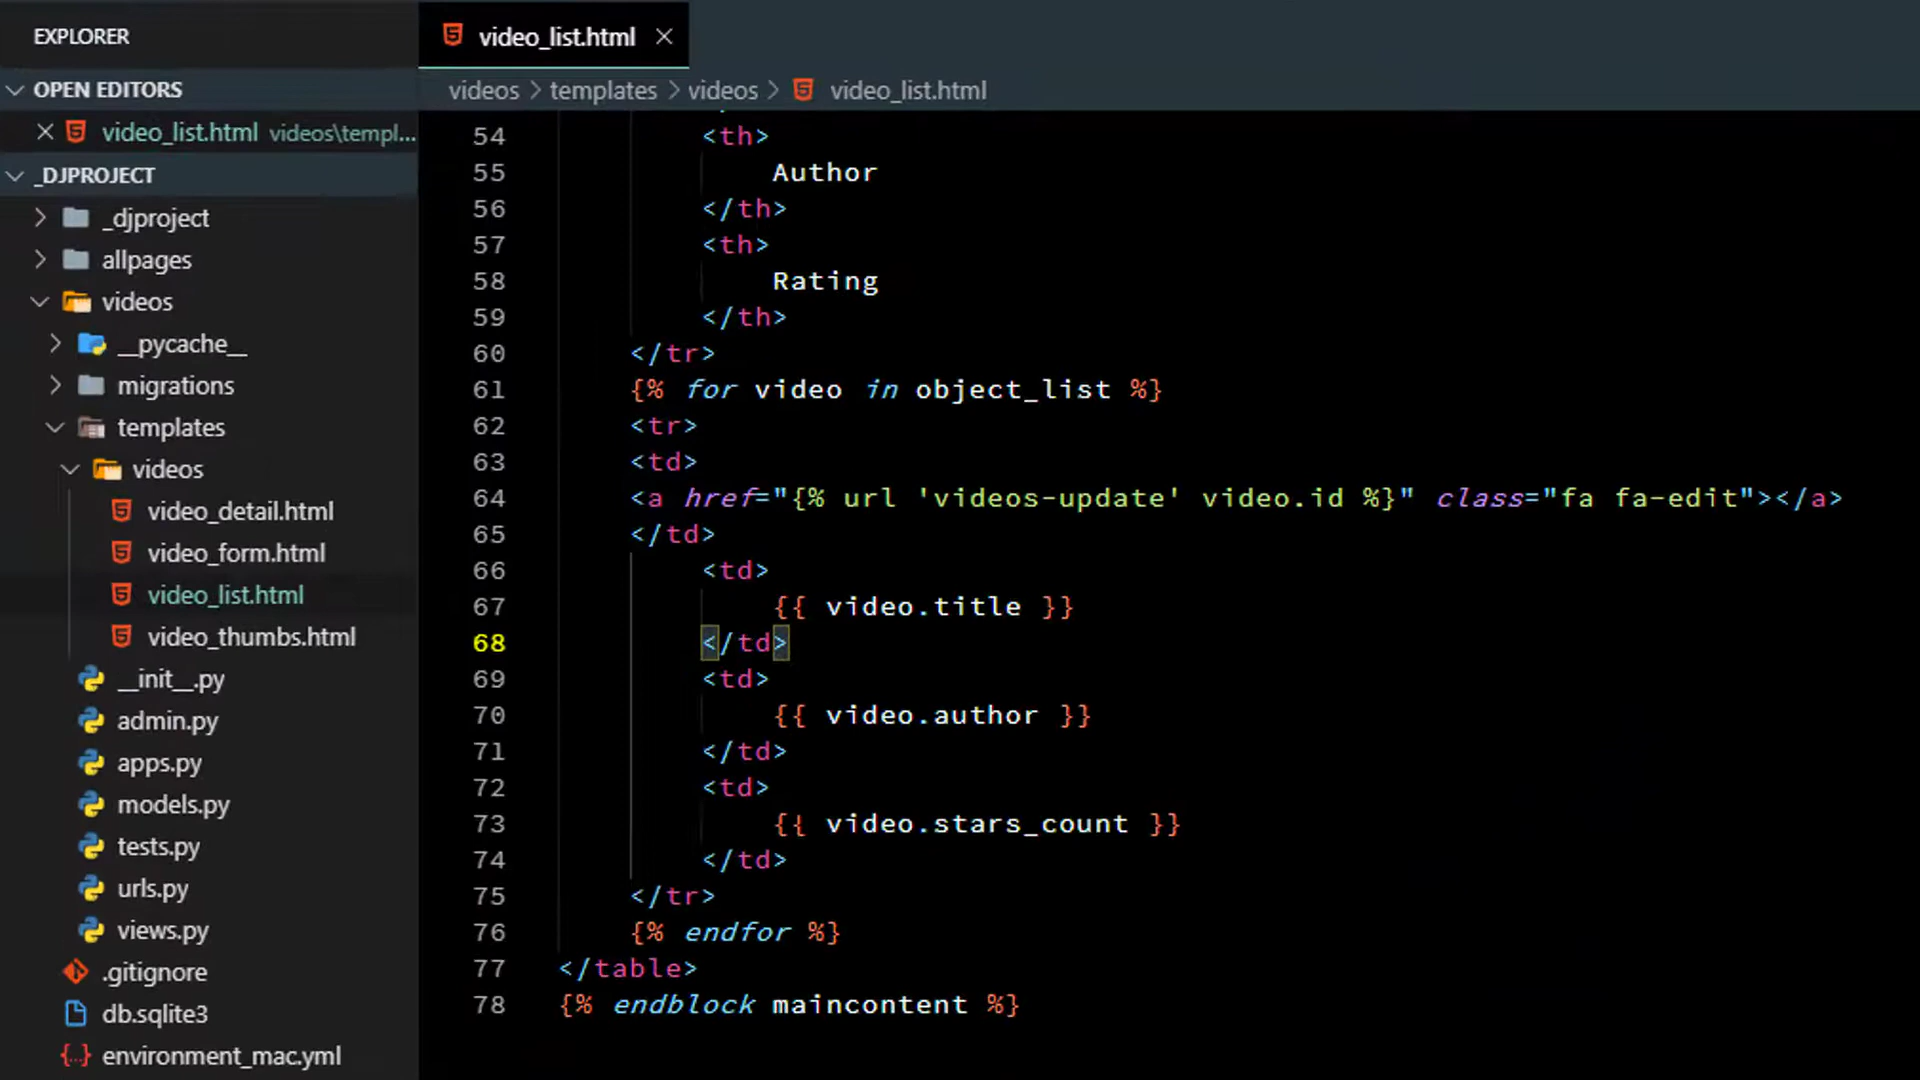 EXPLORER
OPEN EDITORS
video_list.html videos\templ...
_DJPROJECT
_djproject
allpages
videos
__pycache__
migrations
templates
videos
video_detail.html
video_form.html
video_list.html
video_thumbs.html
__init__.py
admin.py
apps.py
models.py
tests.py
urls.py
views.py
.gitignore
db.sqlite3
environment_mac.yml
video_list.html
videos > templates > videos > video_list.html
54 <th>
55 Author
56 </th>
57 <th>
58 Rating
59 </th>
60 </tr>
61 {% for video in object_list %}
62 <tr>
63 <td>
64 <a href="{% url 'videos-update' video.id %}" class="fa fa-edit"></a>
65 </td>
66 <td>
67 {{ video.title }}
68 </td>
69 <td>
70 {{ video.author }}
71 </td>
72 <td>
73 {{ video.stars_count }}
74 </td>
75 </tr>
76 {% endfor %}
77 </table>
78 {% endblock maincontent %}